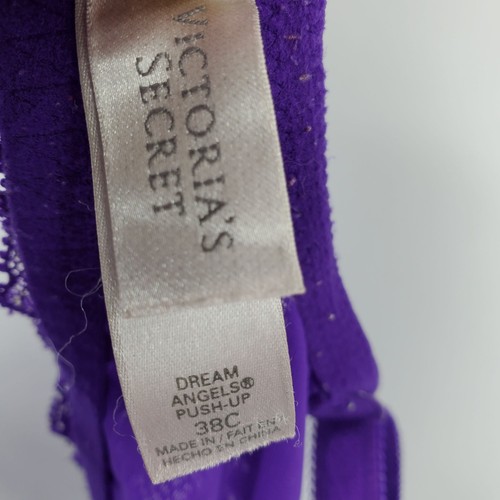 VICTORIA'S
SECRET
DREAM
ANGELS®
PUSH-UP
38C
MADE IN / FAIT EN /
HECHO EN CHINA